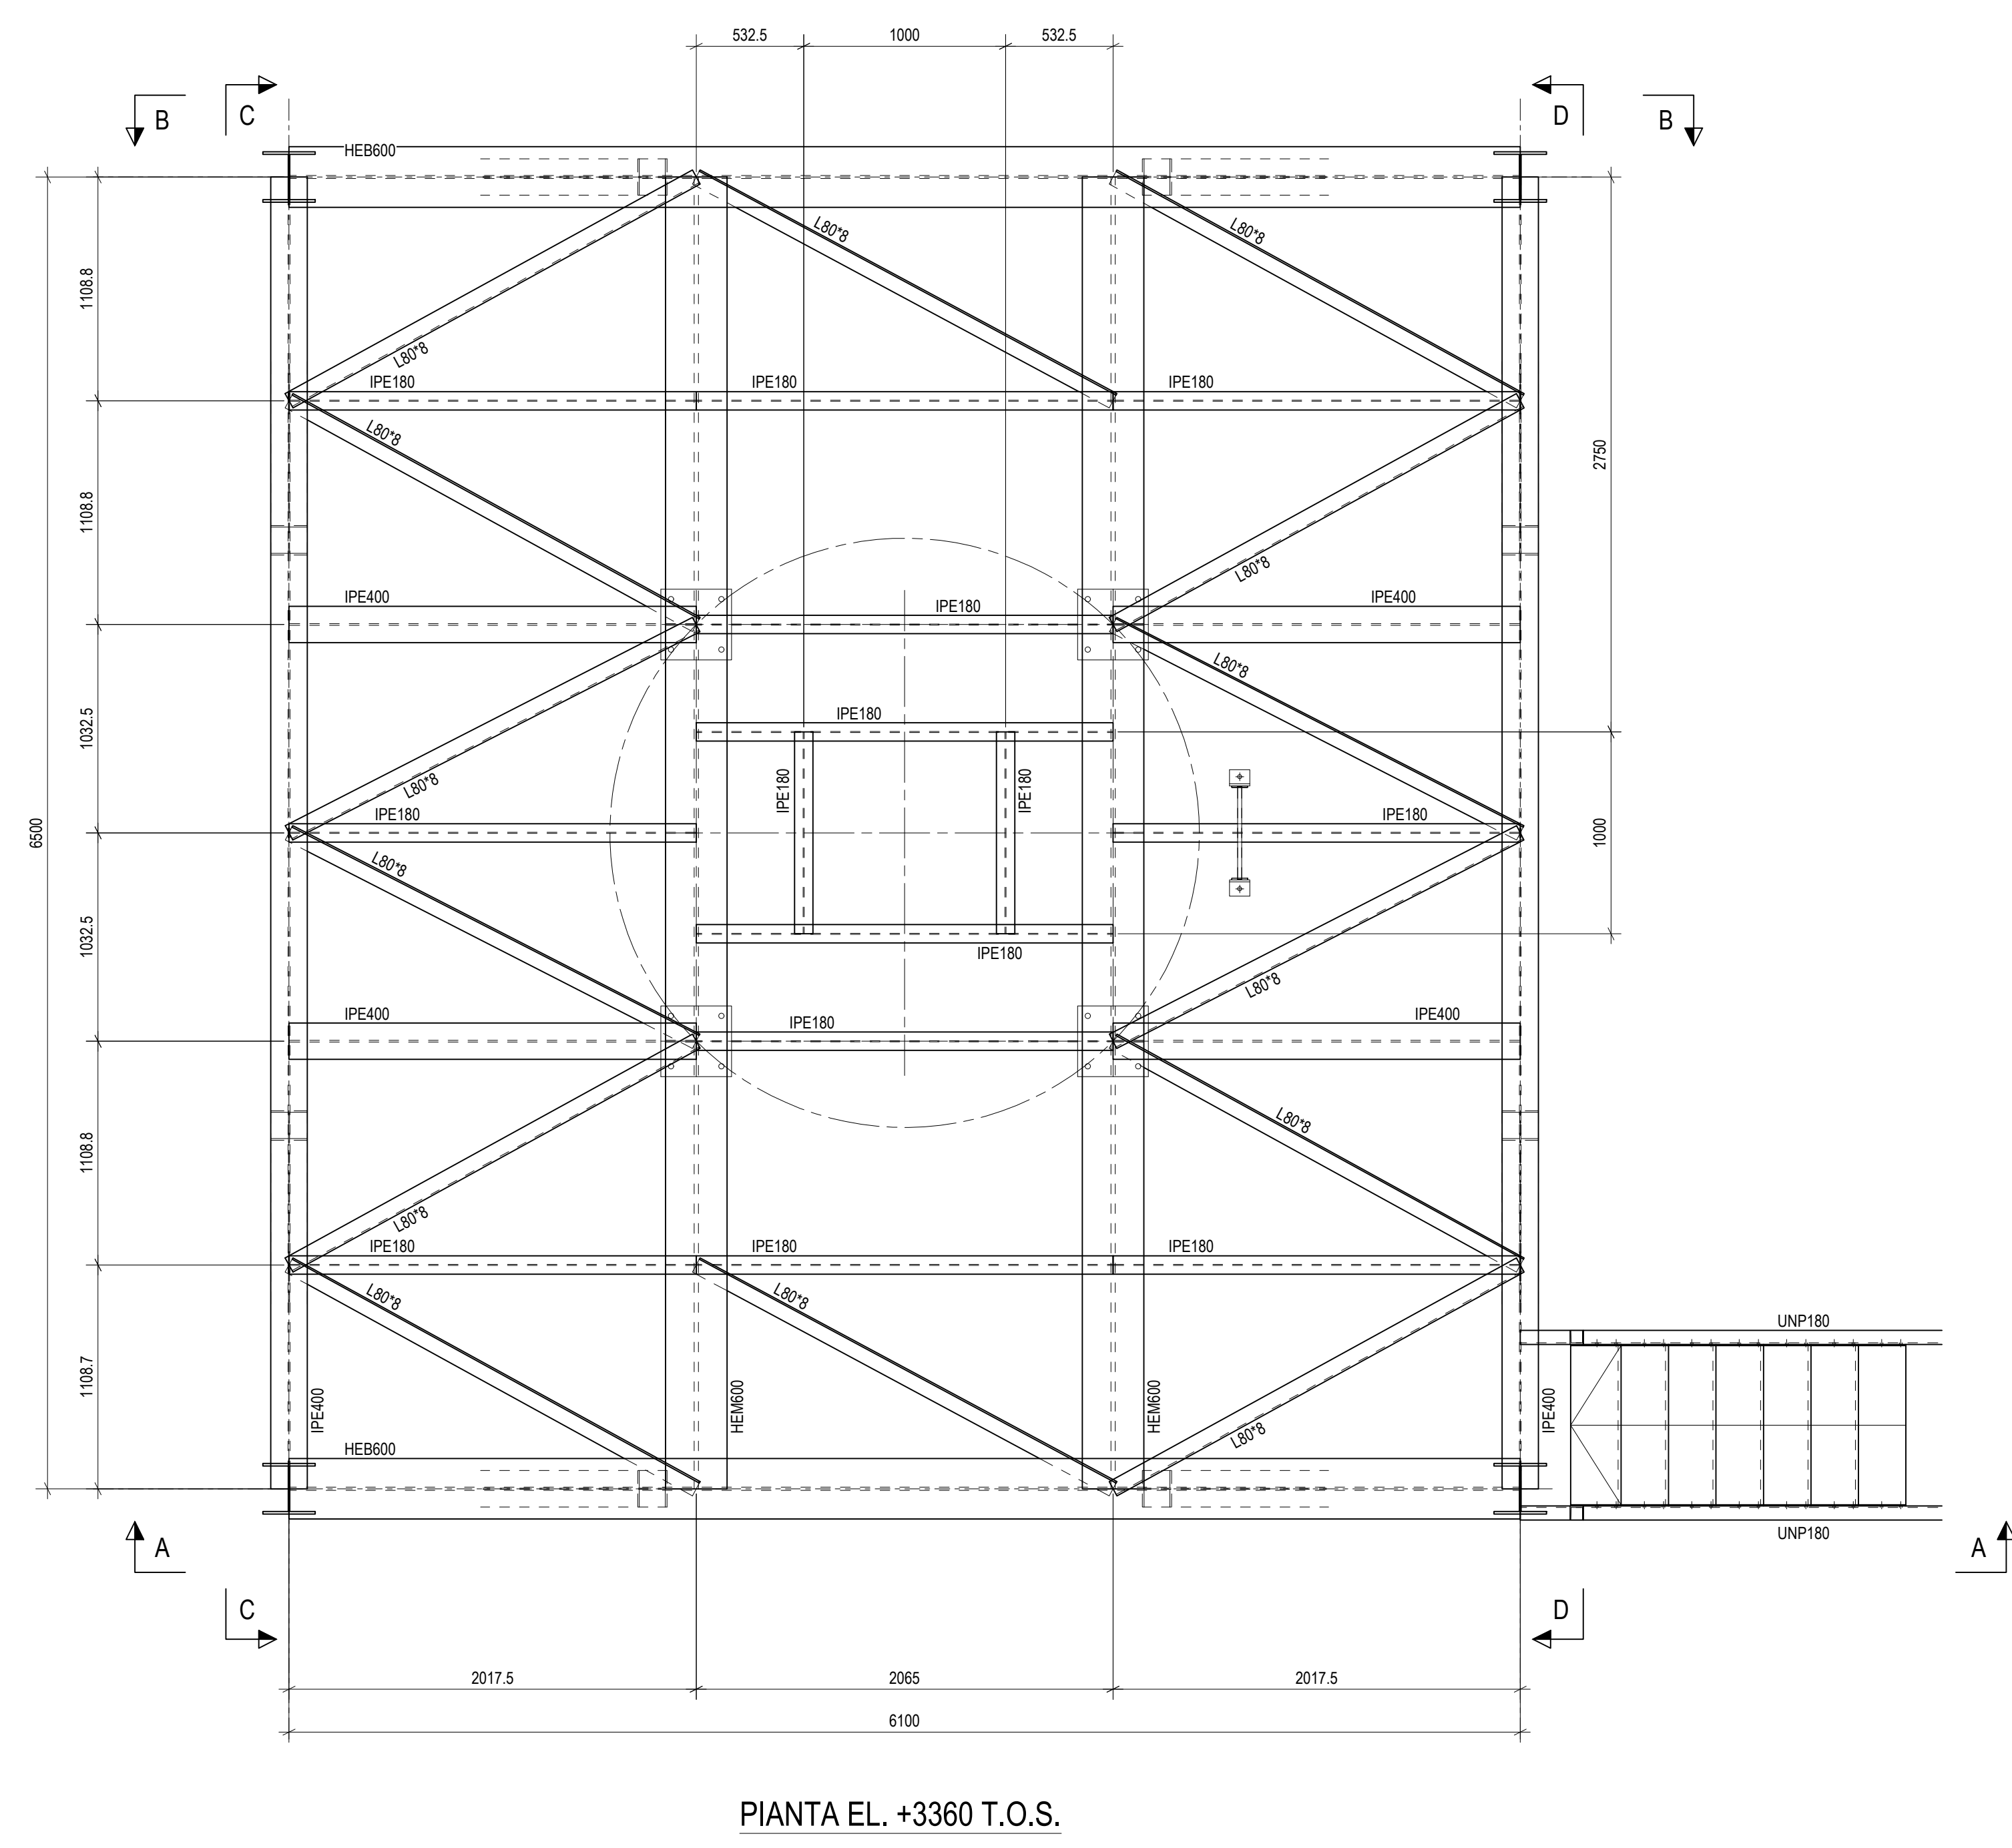 532.5 1000 532.5
B C D B
HEB600
L80*8 L80*8
1108.8
L80*8
IPE180 IPE180 IPE180
L80*8
2750
1108.8
L80*8
IPE400 IPE180 IPE400
L80*8
1032.5
IPE180
IPE180 IPE180
L80*8
IPE180 IPE180
6500
1000
L80*8
1032.5
IPE180
L80*8
IPE400 IPE180 IPE400
L80*8
1108.8
L80*8
IPE180 IPE180 IPE180
L80*8 L80*8
UNP180
1108.7
IPE400 HEM600 HEM600 IPE400
L80*8
HEB600
UNP180
A A
C D
2017.5 2065 2017.5
6100
PIANTA EL. +3360 T.O.S.